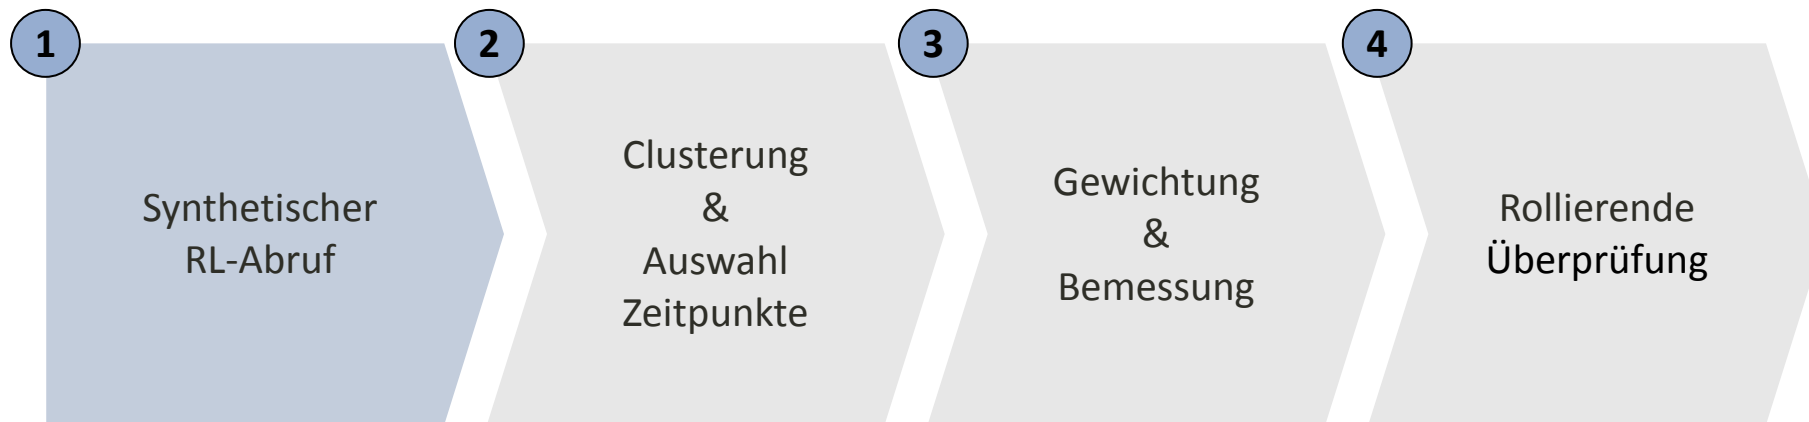 1
Synthetischer
RL-Abruf
2
Clusterung
&
Auswahl
Zeitpunkte
3
Gewichtung
&
Bemessung
4
Rollierende
Überprüfung